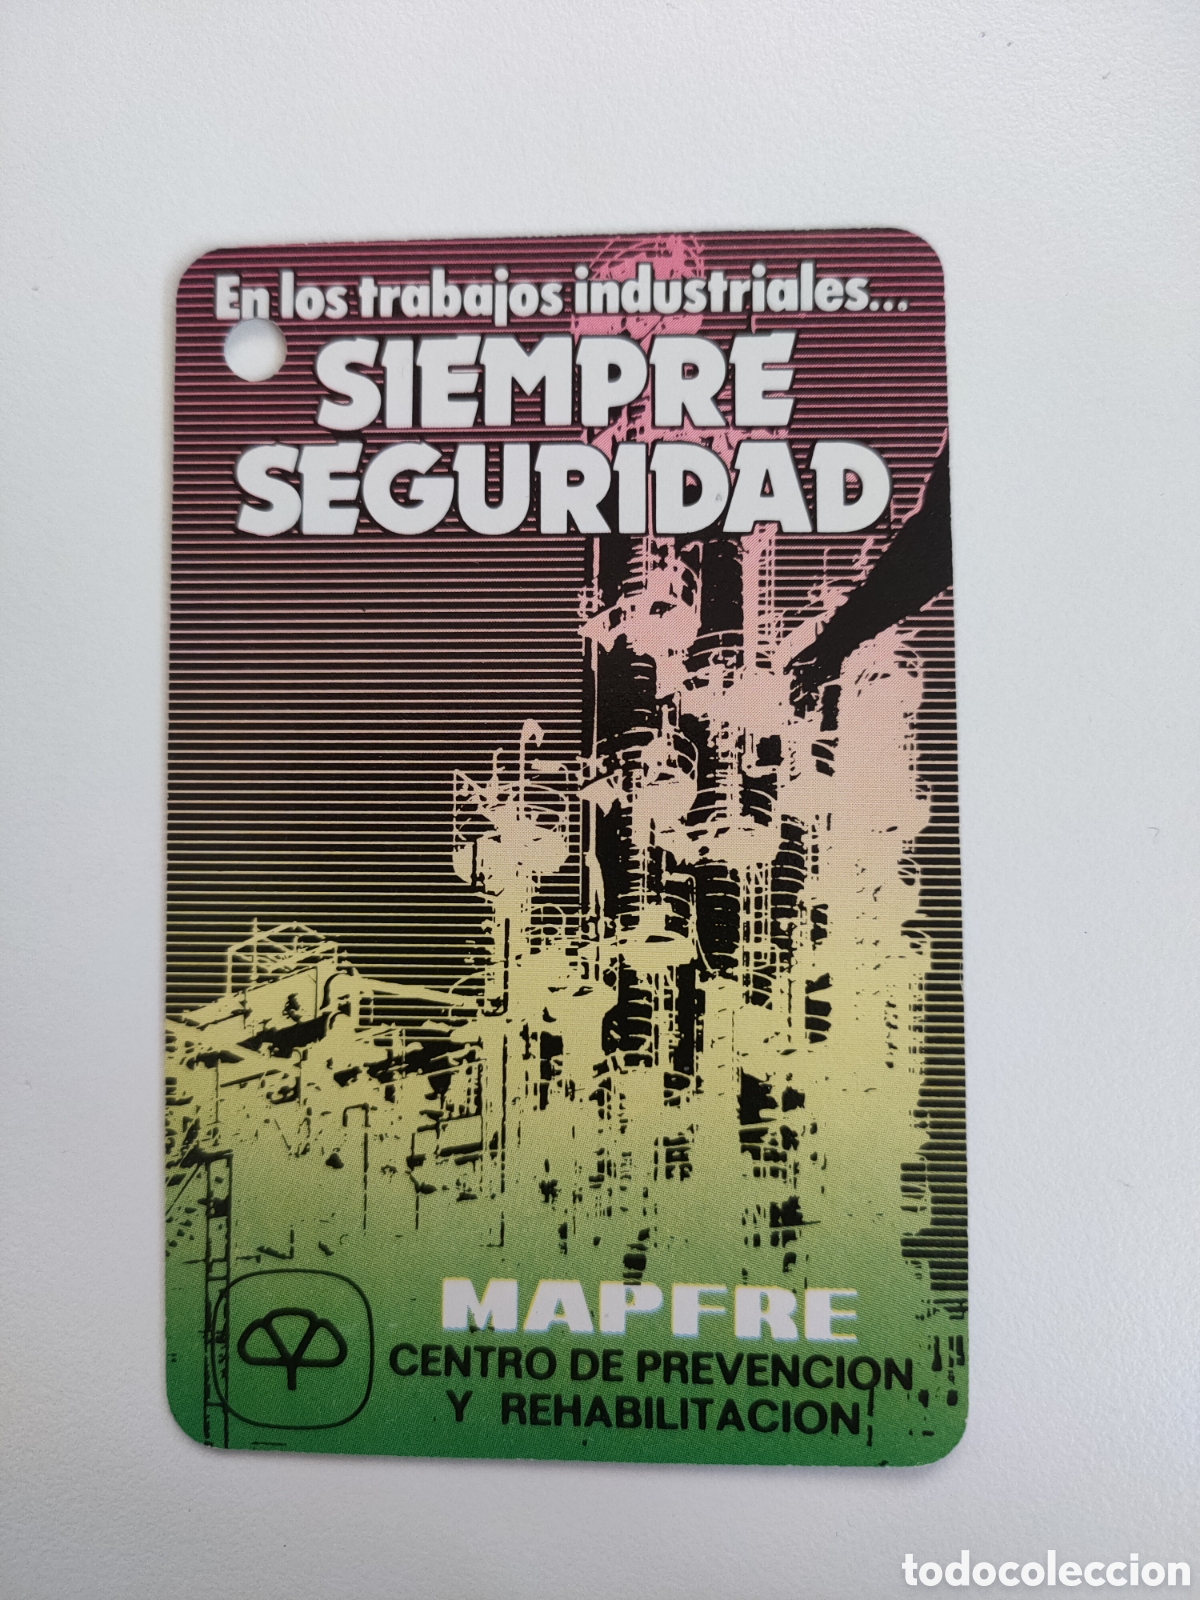 En los trabajos industriales...
SIEMPRE
SEGURIDAD
MAPFRE
CENTRO DE PREVENCION
Y REHABILITACION
todocoleccion